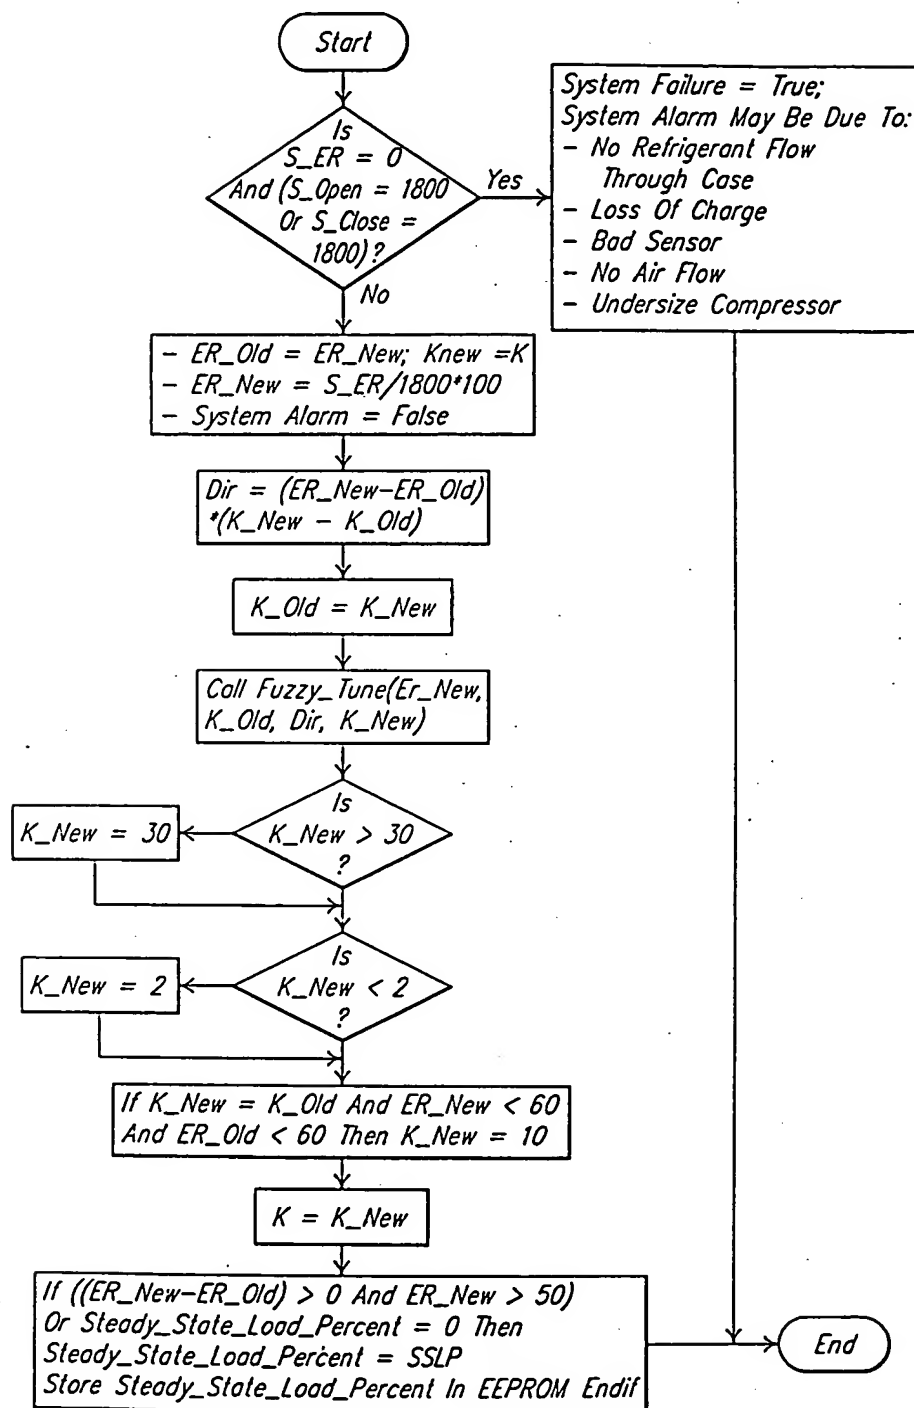 Start
Is
S_ER = 0
And (S_Open = 1800
Or S_Close =
1800)?
Yes
No
System Failure = True;
System Alarm May Be Due To:
- No Refrigerant Flow
Through Case
- Loss Of Charge
- Bad Sensor
- No Air Flow
- Undersize Compressor
- ER_Old = ER_New; Knew =K
- ER_New = S_ER/1800*100
- System Alarm = False
Dir = (ER_New-ER_Old)
*(K_New - K_Old)
K_Old = K_New
Call Fuzzy_Tune(Er_New,
K_Old, Dir, K_New)
Is
K_New > 30
?
K_New = 30
Is
K_New < 2
?
K_New = 2
If K_New = K_Old And ER_New < 60
And ER_Old < 60 Then K_New = 10
K = K_New
If ((ER_New-ER_Old) > 0 And ER_New > 50)
Or Steady_State_Load_Percent = 0 Then
Steady_State_Load_Percent = SSLP
Store Steady_State_Load_Percent In EEPROM Endif
End